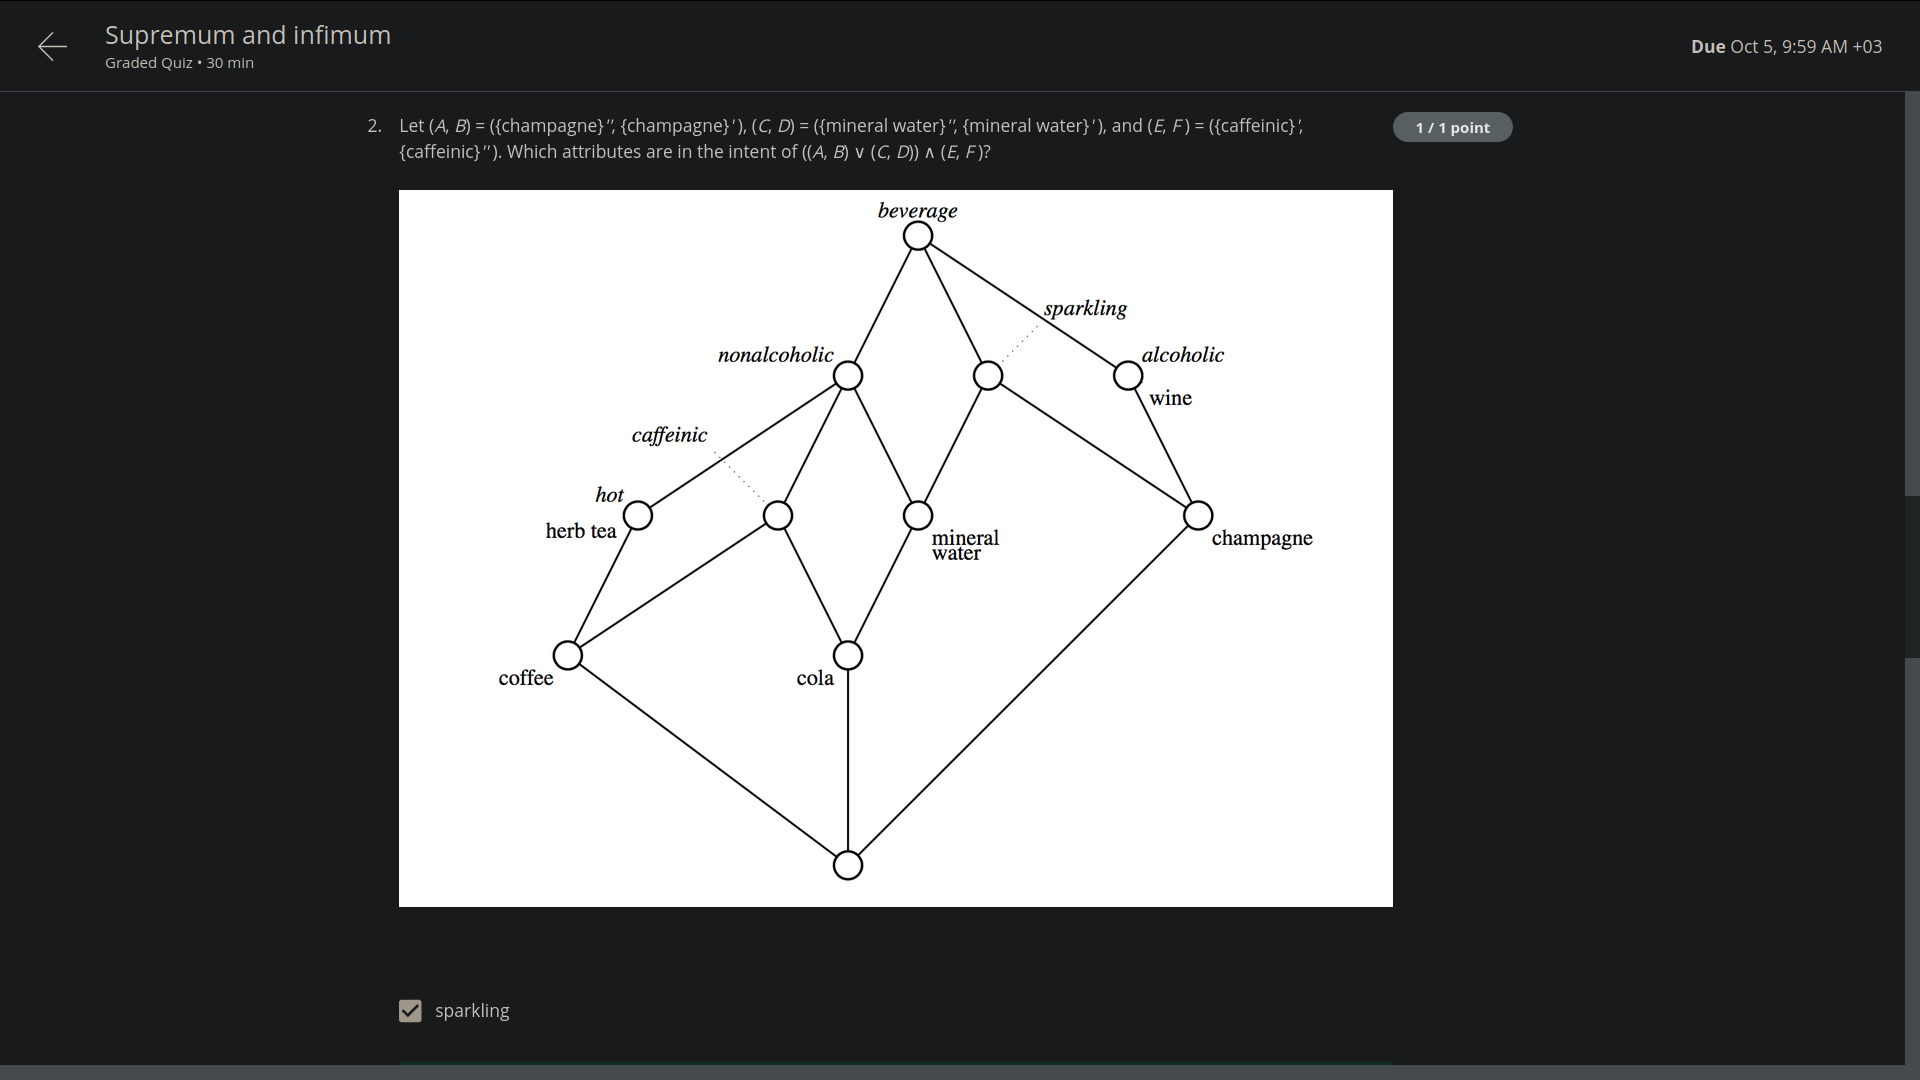 Supremum and infimum
Graded Quiz • 30 min
Due Oct 5, 9:59 AM +03
2. Let (A, B) = ({champagne}″, {champagne}′), (C, D) = ({mineral water}″, {mineral water}′), and (E, F) = ({caffeinic}′,
{caffeinic}″). Which attributes are in the intent of ((A, B) ∨ (C, D)) ∧ (E, F)?
1 / 1 point
beverage
sparkling
nonalcoholic
alcoholic
wine
caffeinic
hot
herb tea
mineral
water
champagne
coffee
cola
sparkling